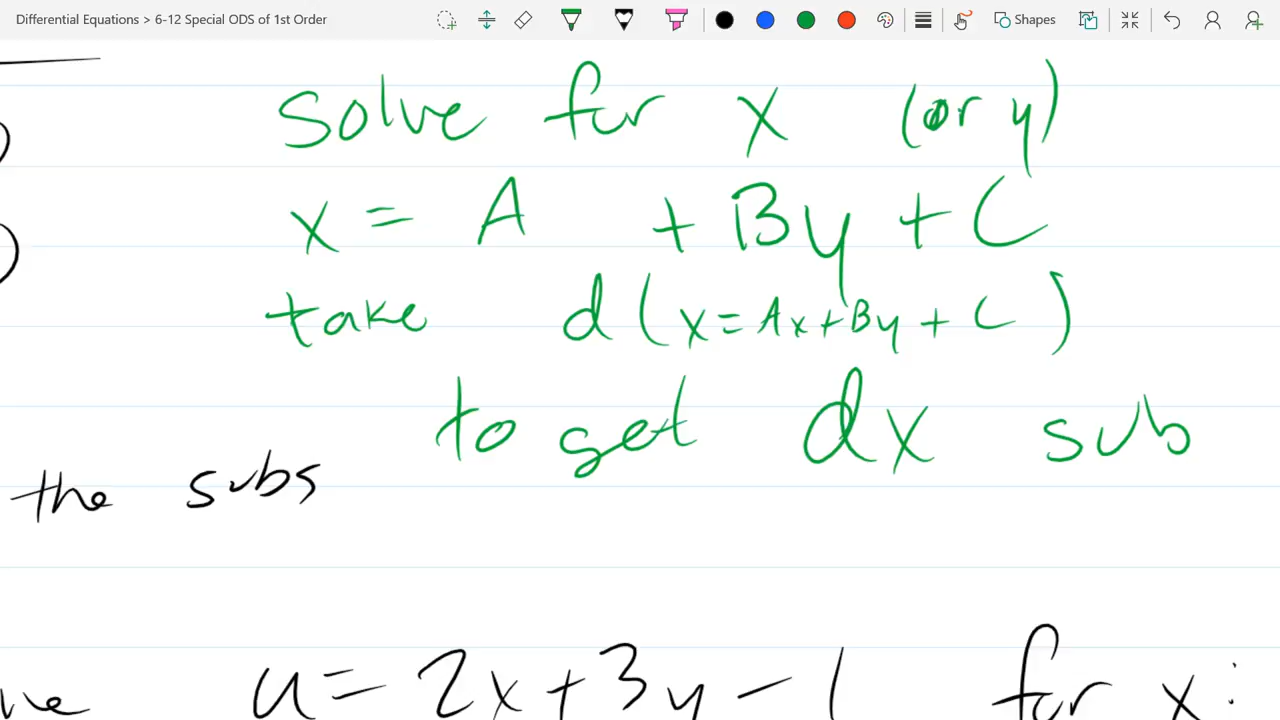 Differential Equations > 6-12 Special ODS of 1st Order
Shapes
solve for x (or y)
x = A + By + C
take d(x=Ax+By+C)
to get dx sub
the subs
u = 2x+3y-1 for x: